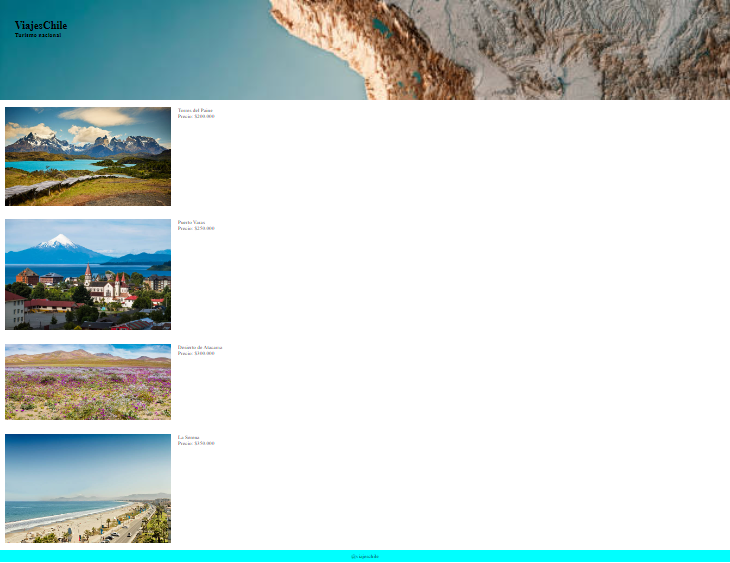 ViajesChile
Turismo nacional
Torres del Paine
Precio: $200.000
Puerto Varas
Precio: $250.000
Desierto de Atacama
Precio: $300.000
La Serena
Precio: $150.000
@viajeschile